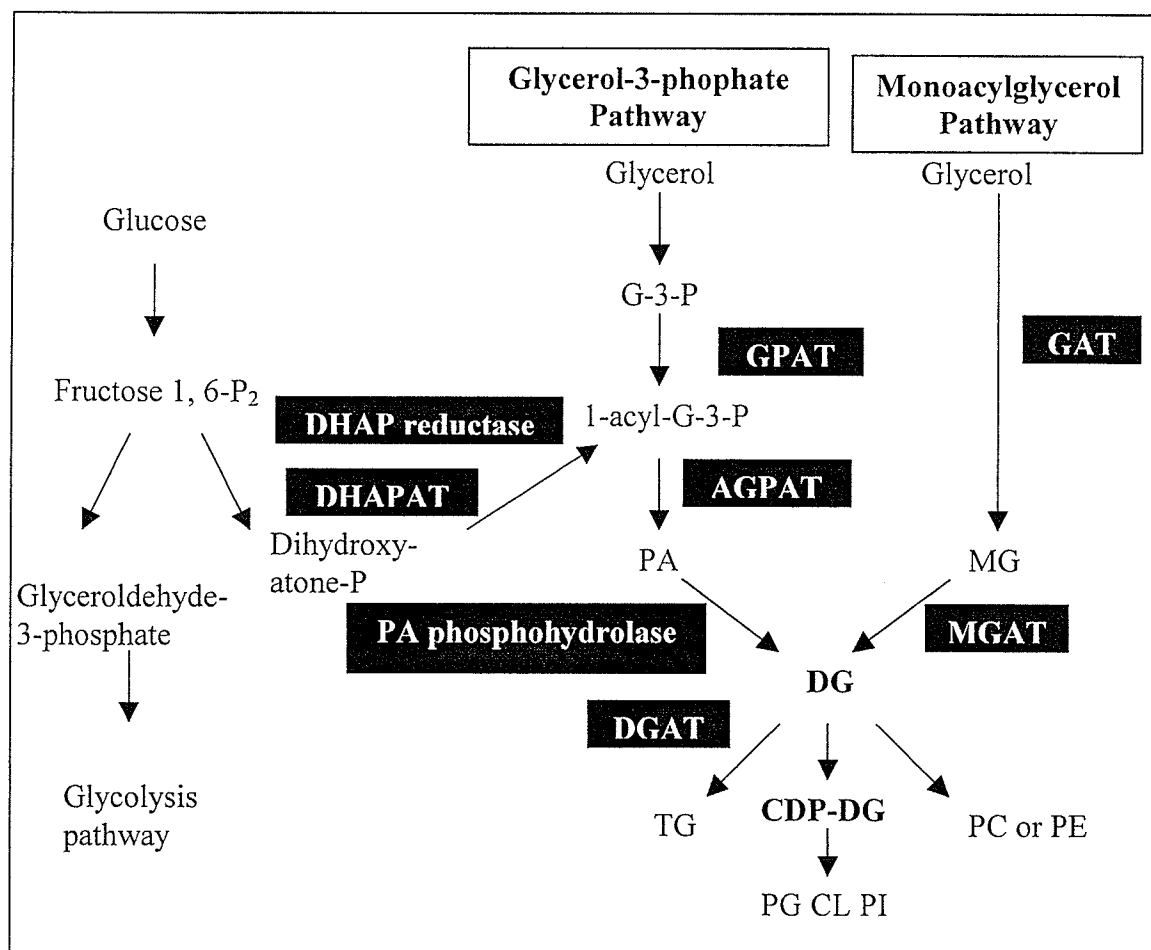 Glycerol-3-phophate
Pathway
Monoacylglycerol
Pathway
Glycerol
Glycerol
Glucose
G-3-P
GPAT
GAT
Fructose 1, 6-P₂
DHAP reductase
1-acyl-G-3-P
DHAPAT
AGPAT
Dihydroxy-
atone-P
PA
MG
Glyceroldehyde-
3-phosphate
PA phosphohydrolase
MGAT
DG
DGAT
Glycolysis
pathway
TG
CDP-DG
PC or PE
PG CL PI